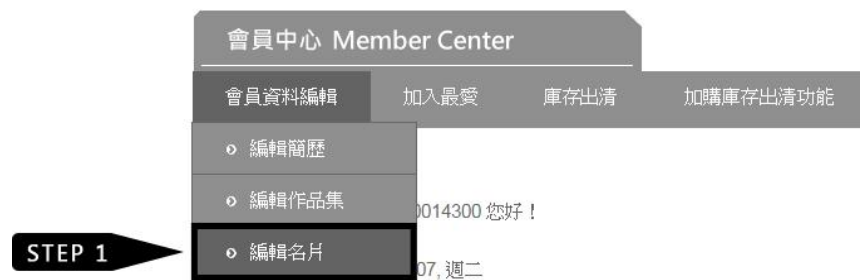 會員中心 Member Center
會員資料編輯 加入最愛 庫存出清 加購庫存出清功能
編輯簡歷
編輯作品集
0014300 您好！
STEP 1 編輯名片
07, 週二